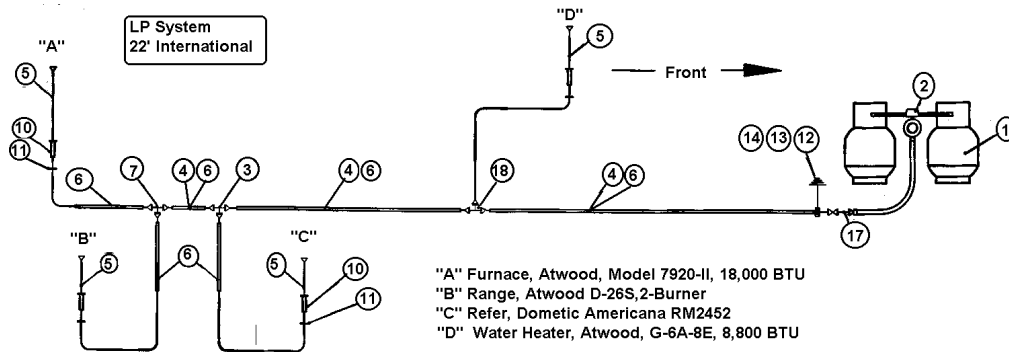 LP System
22' International
"A"
"D"
5
5
Front
2
1
10
11
14 13 12
6
7
4 6
3
4 6
18
4 6
17
"B"
"C"
5
6
5
10
11
"A" Furnace, Atwood, Model 7920-II, 18,000 BTU
"B" Range, Atwood D-26S,2-Burner
"C" Refer, Dometic Americana RM2452
"D" Water Heater, Atwood, G-6A-8E, 8,800 BTU